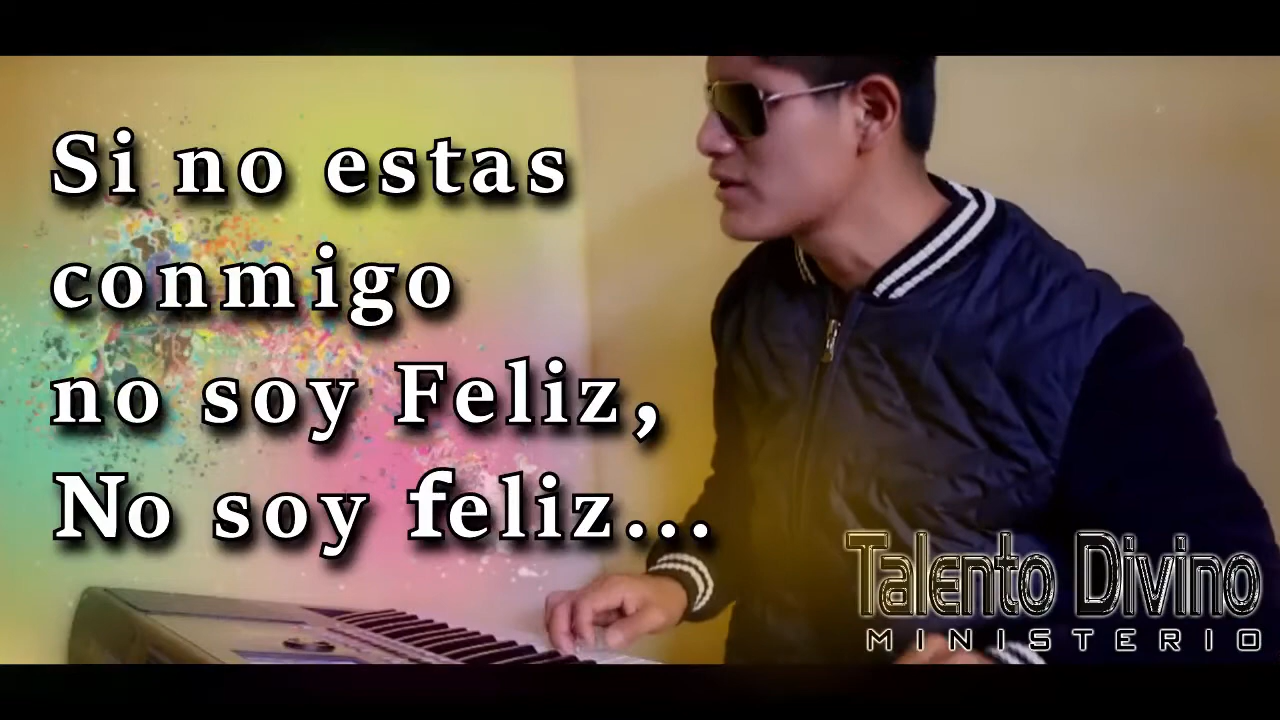 Si no estas
conmigo
no soy Feliz,
No soy feliz...
Talento Divino
MINISTERIO